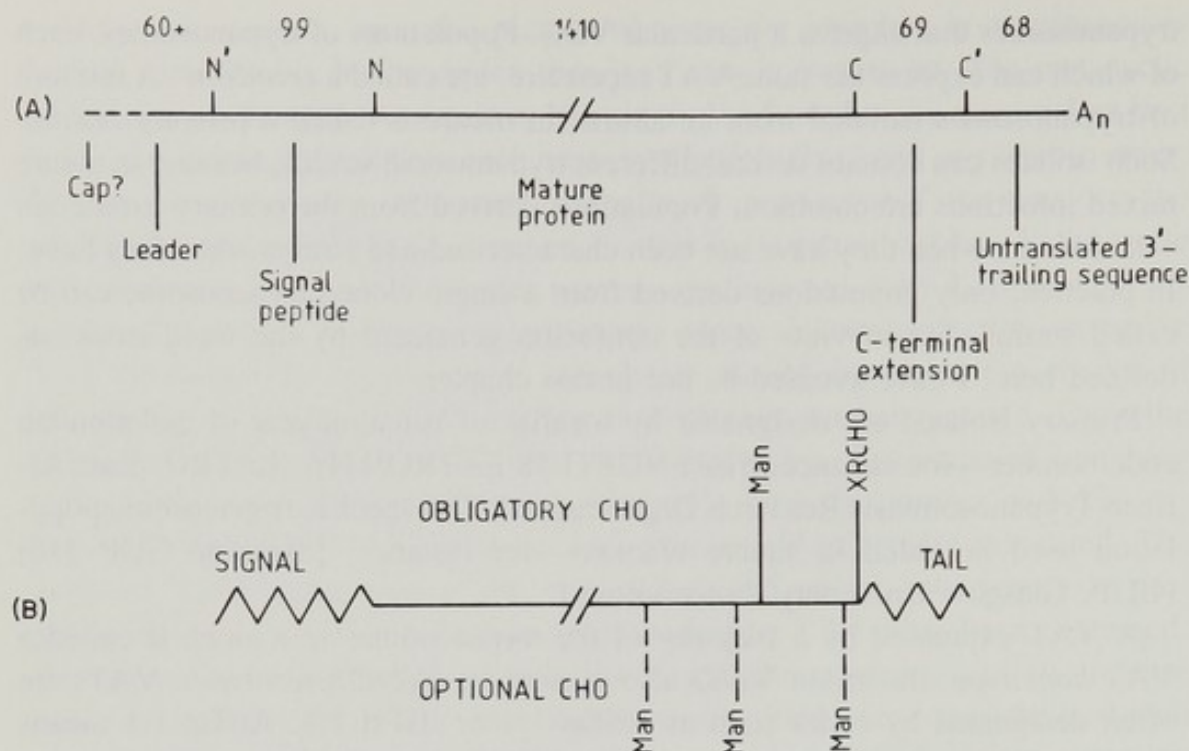 60+ 99 1410 69 68
N' N C C'
(A) An
Cap?
Leader
Signal
peptide
Mature
protein
C-terminal
extension
Untranslated 3'-
trailing sequence
Man XRCHO
OBLIGATORY CHO
SIGNAL TAIL
(B)
OPTIONAL CHO
Man Man Man